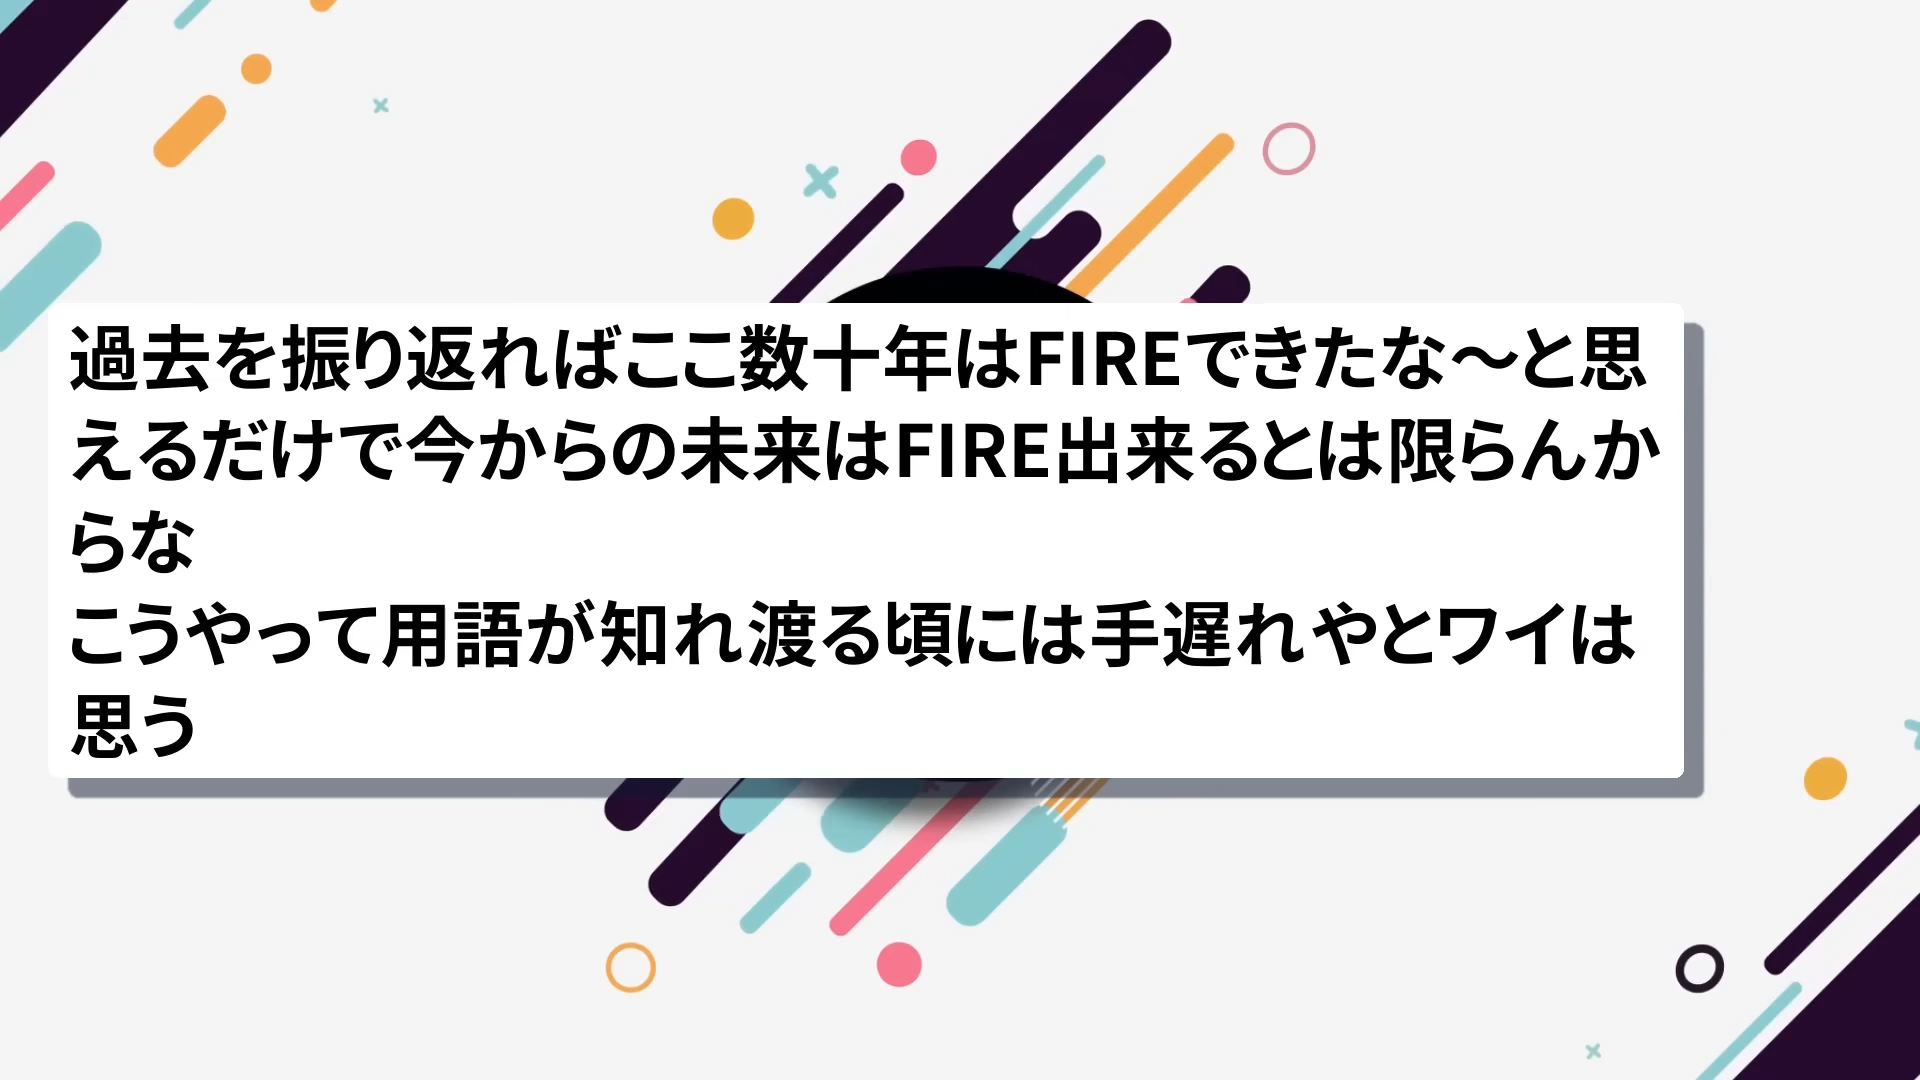 過去を振り返ればここ数十年はFIREできたな～と思
えるだけで今からの未来はFIRE出来るとは限らんか
らな
こうやって用語が知れ渡る頃には手遅れやとワイは
思う